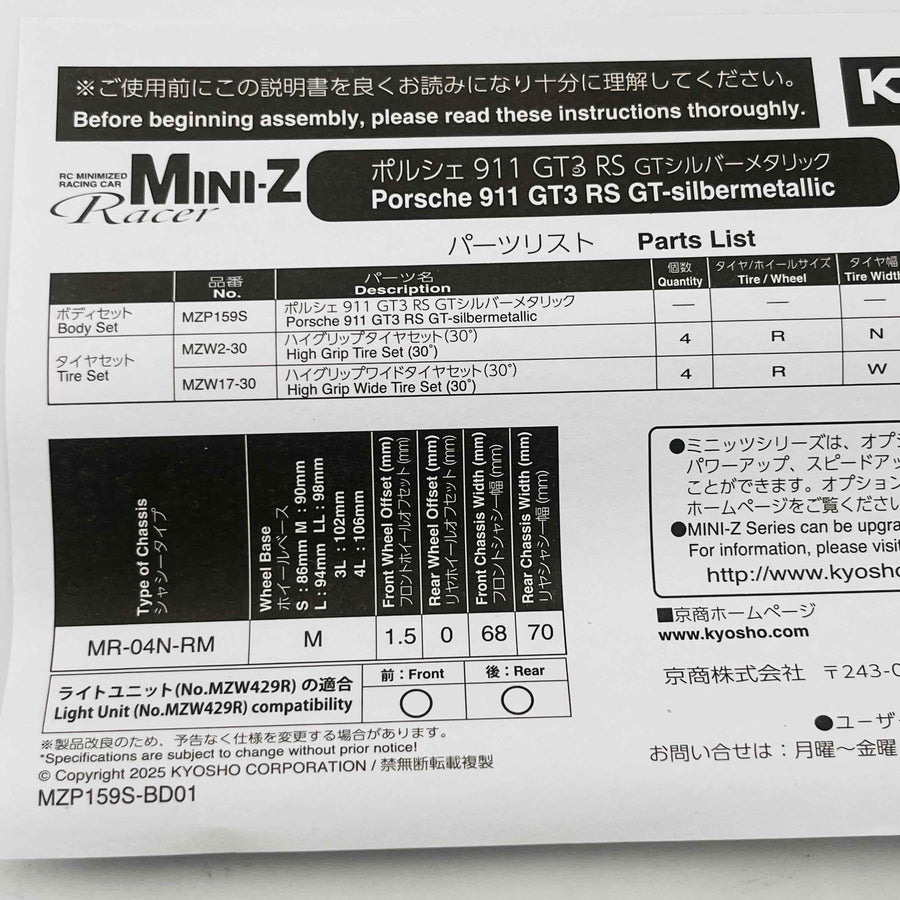 ※ご使用前にこの説明書を良くお読みになり十分に理解してください。
Before beginning assembly, please read these instructions thoroughly.
RC MINIMIZED
RACING CAR
MINI-Z
Racer
ポルシェ 911 GT3 RS GTシルバーメタリック
Porsche 911 GT3 RS GT-silbermetallic
パーツリスト Parts List
品番 パーツ名 個数 タイヤ/ホイールサイズ タイヤ幅
No. Description Quantity Tire / Wheel Tire Width
ボディセット
Body Set
MZP159S
ポルシェ 911 GT3 RS GTシルバーメタリック
Porsche 911 GT3 RS GT-silbermetallic
— — —
タイヤセット
Tire Set
MZW2-30
ハイグリップタイヤセット(30°)
High Grip Tire Set (30°)
4 R N
MZW17-30
ハイグリップワイドタイヤセット(30°)
High Grip Wide Tire Set (30°)
4 R W
Type of Chassis
シャシータイプ
Wheel Base
ホイールベース
S : 86mm M : 90mm
L : 94mm LL : 98mm
3L : 102mm
4L : 106mm
Front Wheel Offset (mm)
フロントホイールオフセット(mm)
Rear Wheel Offset (mm)
リヤホイールオフセット(mm)
Front Chassis Width (mm)
フロントシャシー幅 (mm)
Rear Chassis Width (mm)
リヤシャシー幅 (mm)
MR-04N-RM M 1.5 0 68 70
ライトユニット(No.MZW429R) の適合
Light Unit (No.MZW429R) compatibility
前：Front 後：Rear
◯ ◯
※製品改良のため、予告なく仕様を変更する場合があります。
*Specifications are subject to change without prior notice!
© Copyright 2025 KYOSHO CORPORATION / 禁無断転載複製
MZP159S-BD01
●ミニッツシリーズは、オプシ
パワーアップ、スピードアッ
ことができます。オプション
ホームページをご覧くださ
●MINI-Z Series can be upgra
For information, please visit
http://www.kyosho
■京商ホームページ
www.kyosho.com
京商株式会社 〒243-0
●ユーザー
お問い合せは：月曜～金曜